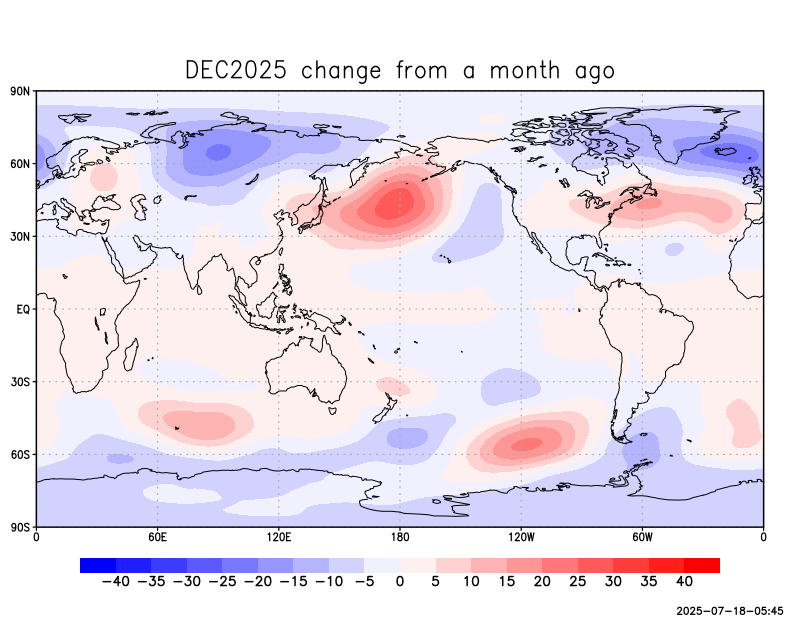 DEC2025 change from a month ago
90N
60N
30N
EQ
30S
60S
90S
0 60E 120E 180 120W 60W 0
−40 −35 −30 −25 −20 −15 −10 −5 0 5 10 15 20 25 30 35 40
2025-07-18-05:45